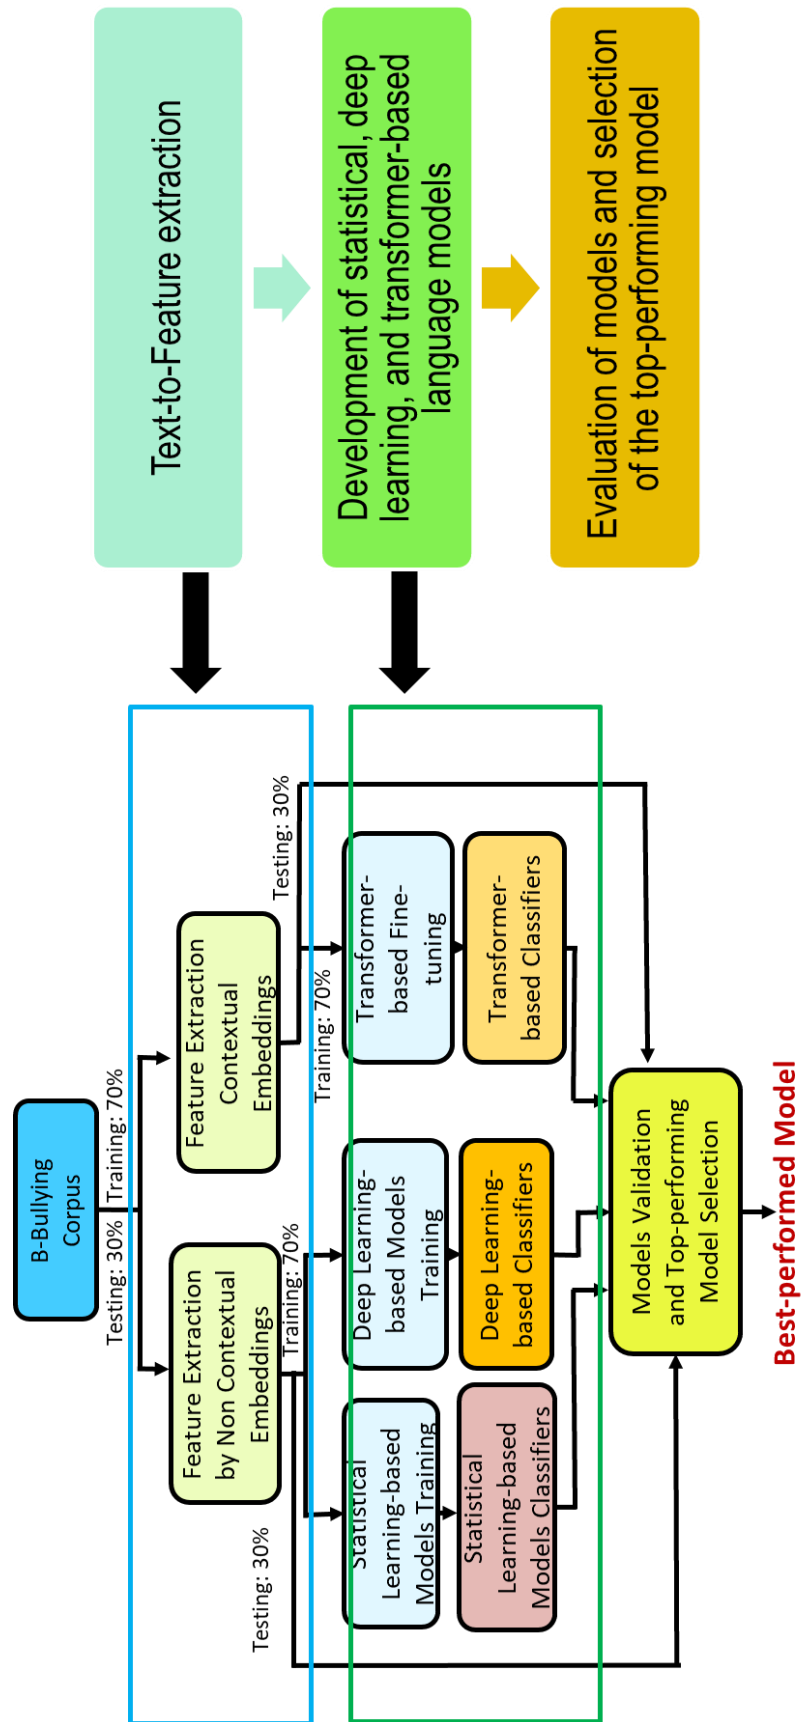 Text-to-Feature extraction
Development of statistical, deep
learning, and transformer-based
language models
Evaluation of models and selection
of the top-performing model
B-Bullying
Corpus
Testing: 30%
Training: 70%
Feature Extraction
by Non Contextual
Embeddings
Feature Extraction
Contextual
Embeddings
Testing: 30%
Training: 70%
Training: 70%
Testing: 30%
Statistical
Learning-based
Models Training
Deep Learning-
based Models
Training
Transformer-
based Fine-
tuning
Statistical
Learning-based
Models Classifiers
Deep Learning-
based Classifiers
Transformer-
based Classifiers
Models Validation
and Top-performing
Model Selection
Best-performed Model